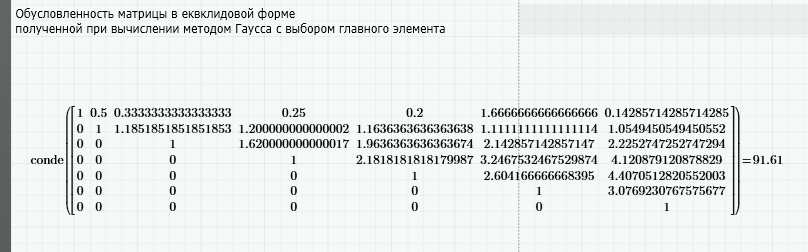 Обусловленность матрицы в еквклидовой форме
полученной при вычислении методом Гаусса с выбором главного элемента
1 0.5 0.3333333333333333 0.25 0.2 1.6666666666666666 0.14285714285714285
0 1 1.1851851851851853 1.200000000000002 1.1636363636363638 1.1111111111111114 1.0549450549450552
0 0 1 1.620000000000017 1.9636363636363674 2.142857142857147 2.2252747252747294
conde 0 0 0 1 2.1818181818179987 3.2467532467529874 4.120879120878829 =91.61
0 0 0 0 1 2.604166666668395 4.4070512820552003
0 0 0 0 0 1 3.0769230767575677
0 0 0 0 0 0 1